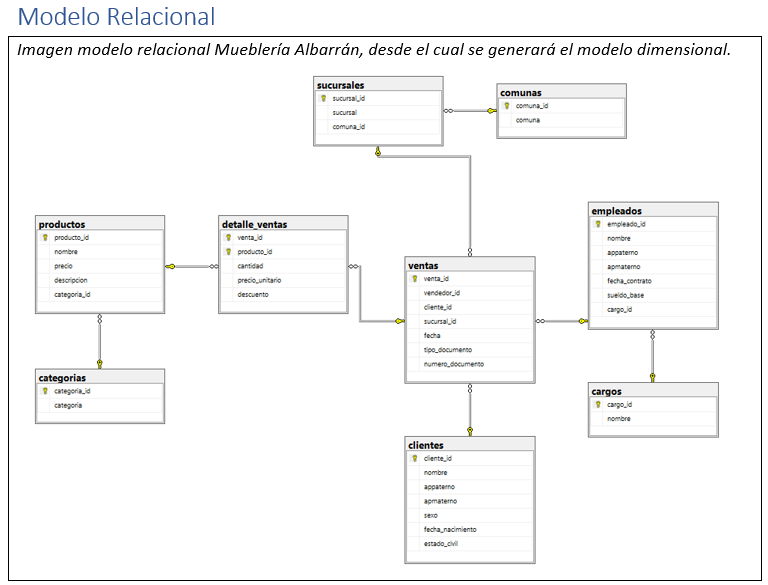 Modelo Relacional
Imagen modelo relacional Mueblería Albarrán, desde el cual se generará el modelo dimensional.
sucursales
sucursal_id
sucursal
comuna_id
comunas
comuna_id
comuna
productos
producto_id
nombre
precio
descripcion
categoria_id
detalle_ventas
venta_id
producto_id
cantidad
precio_unitario
descuento
ventas
venta_id
vendedor_id
cliente_id
sucursal_id
fecha
tipo_documento
numero_documento
empleados
empleado_id
nombre
appaterno
apmaterno
fecha_contrato
sueldo_base
cargo_id
categorias
categoria_id
categoria
cargos
cargo_id
nombre
clientes
cliente_id
nombre
appaterno
apmaterno
sexo
fecha_nacimiento
estado_civil